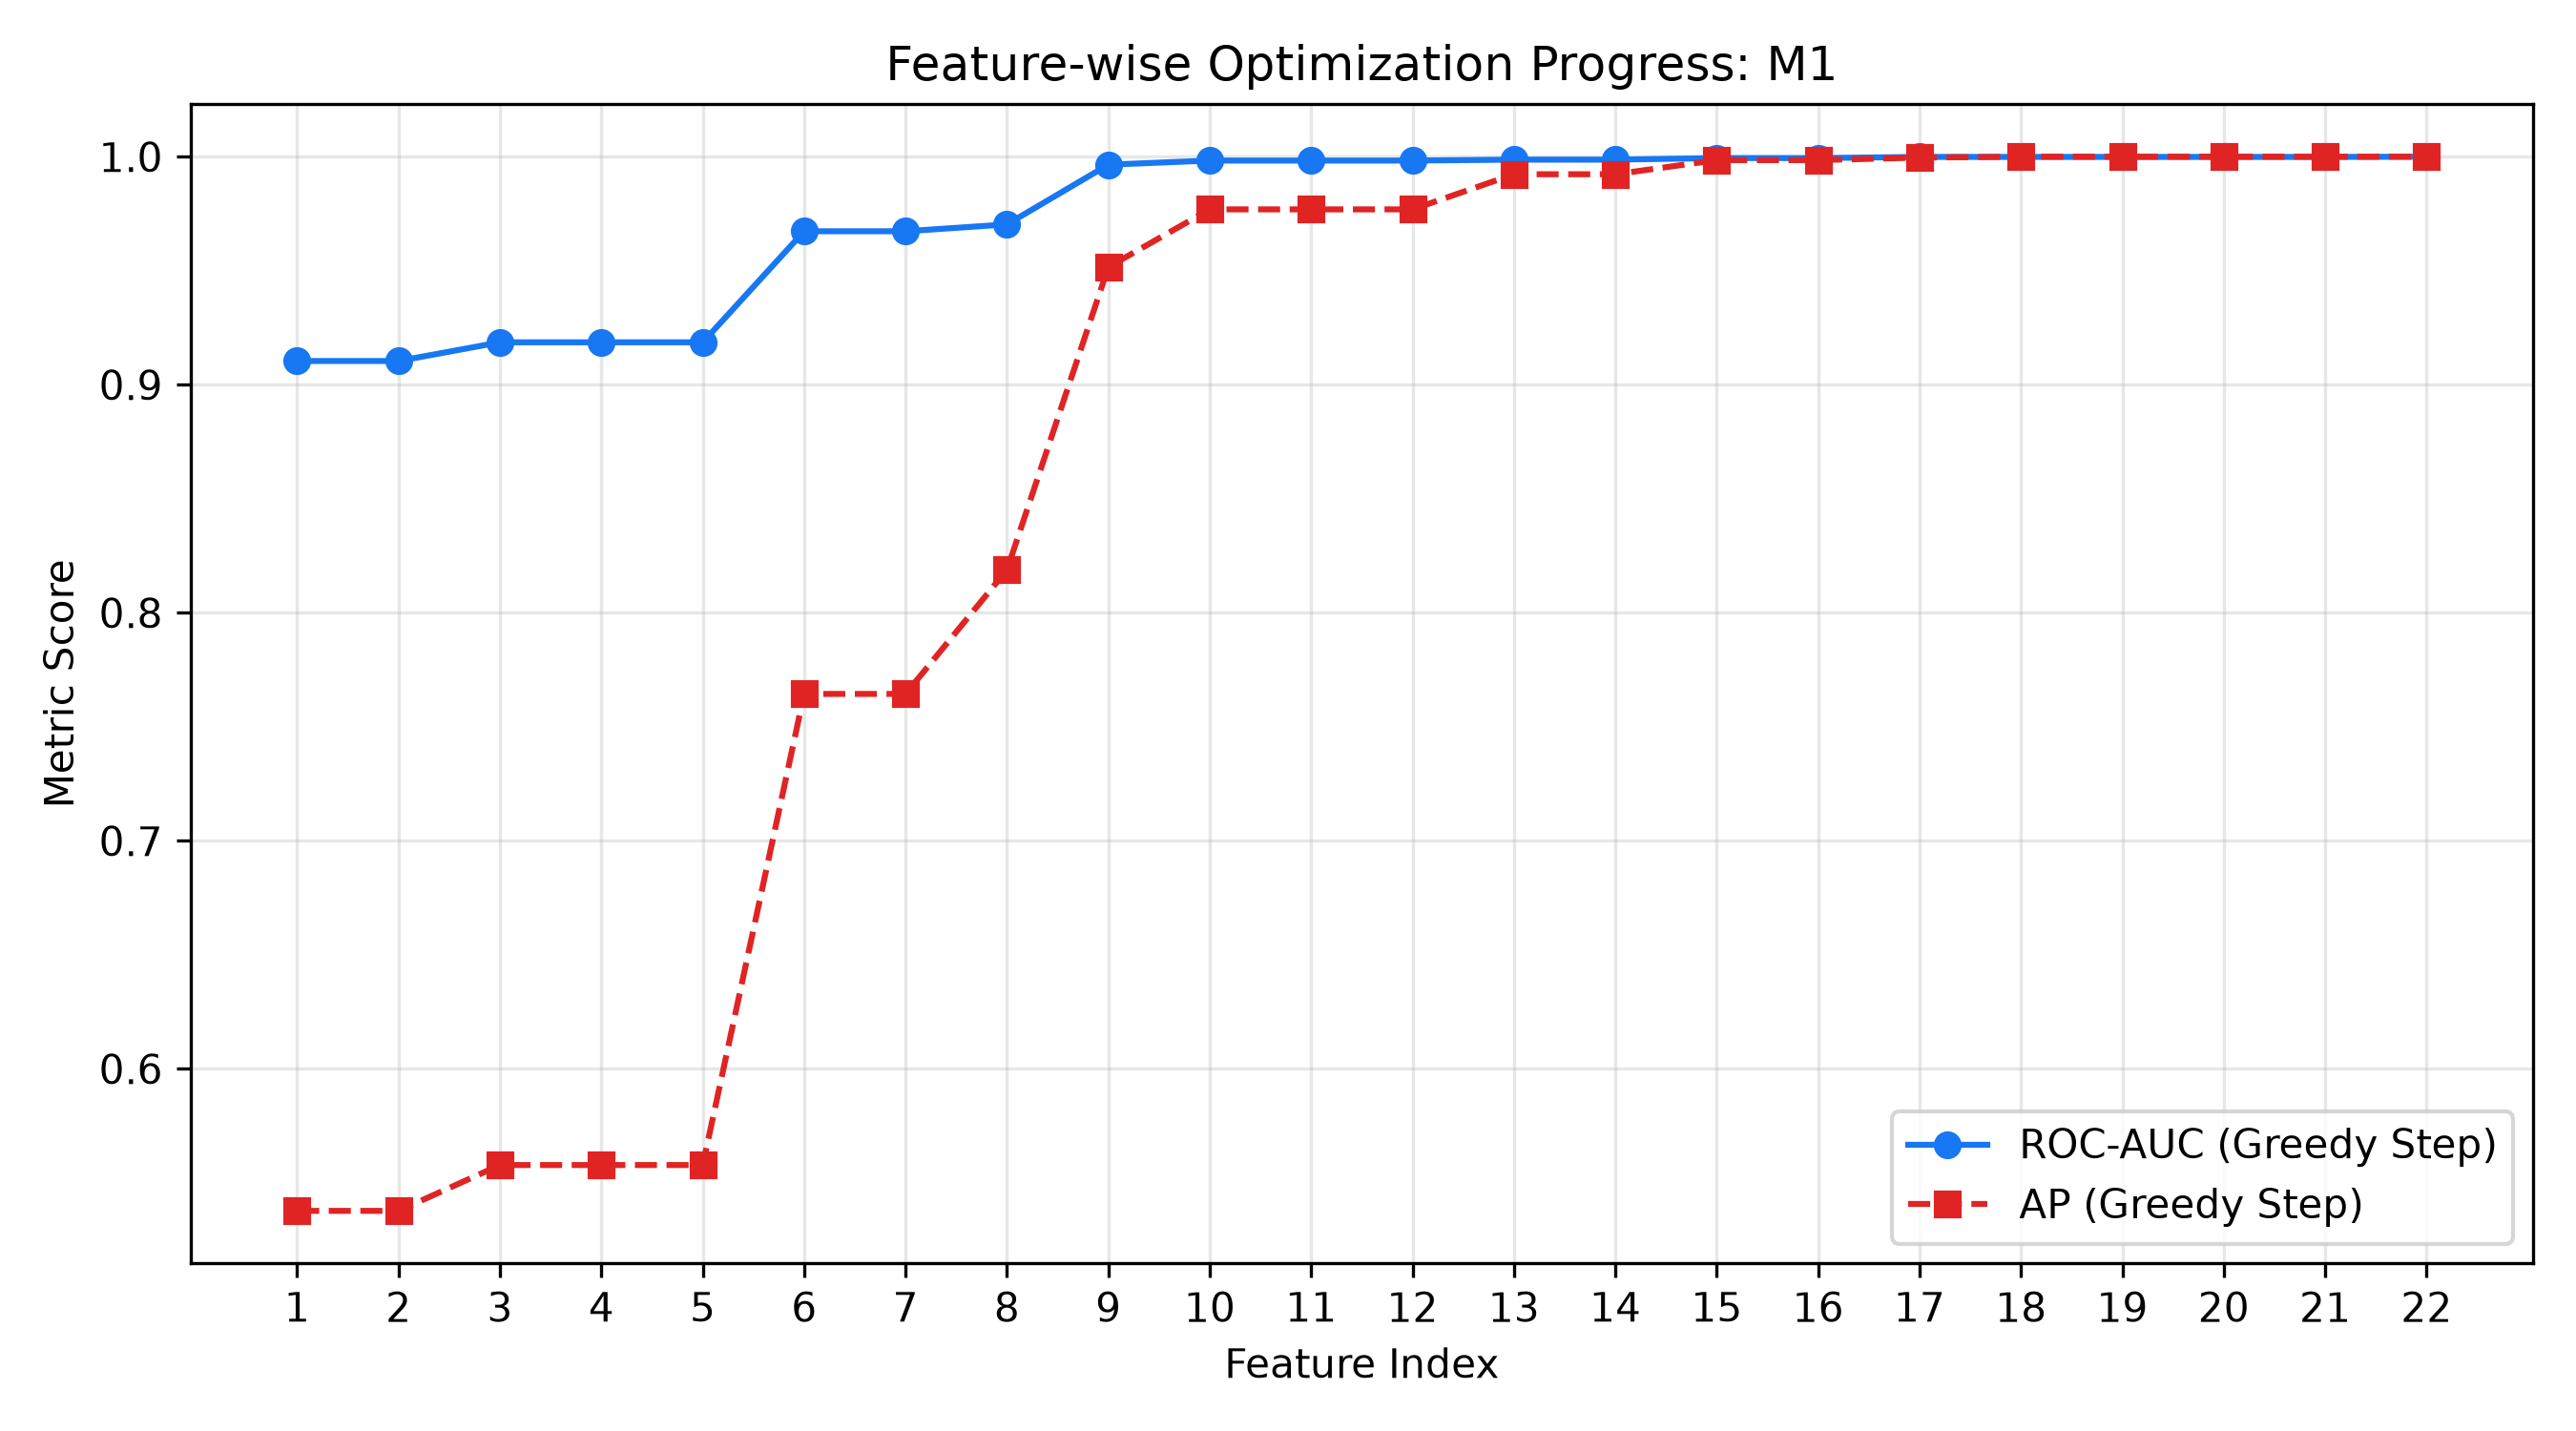 Feature-wise Optimization Progress: M1
Metric Score
1.0
0.9
0.8
0.7
0.6
ROC-AUC (Greedy Step)
AP (Greedy Step)
1 2 3 4 5 6 7 8 9 10 11 12 13 14 15 16 17 18 19 20 21 22
Feature Index